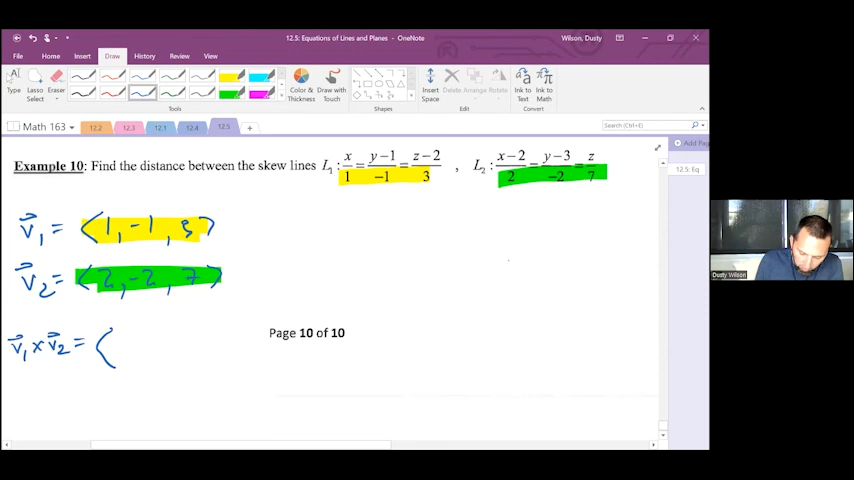 12.5: Equations of Lines and Planes - OneNote
Wilson, Dusty
File Home Insert Draw History Review View
Type Lasso Select Eraser Color & Thickness Draw with Touch Insert Space Delete Arrange Rotate Ink to Text Ink to Math
Tools Shapes Edit Convert
Math 163 12.2 12.3 12.1 12.4 12.5 + Search (Ctrl+E)
Add Page
12.5: Eq
Example 10: Find the distance between the skew lines L₁: x/1 = (y−1)/−1 = (z−2)/3 , L₂: (x−2)/2 = (y−3)/−2 = z/7
v⃗₁ = ⟨1, -1, 3⟩
v⃗₂ = ⟨2, -2, 7⟩
v⃗₁ × v⃗₂ = ⟨
Page 10 of 10
Dusty Wilson